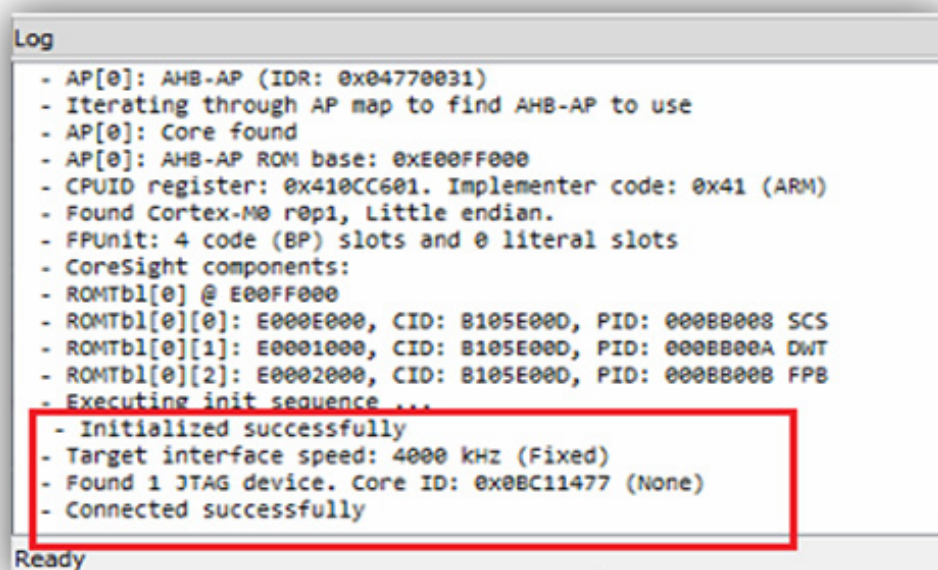 Log
- AP[0]: AHB-AP (IDR: 0x04770031)
- Iterating through AP map to find AHB-AP to use
- AP[0]: Core found
- AP[0]: AHB-AP ROM base: 0xE00FF000
- CPUID register: 0x410CC601. Implementer code: 0x41 (ARM)
- Found Cortex-M0 r0p1, Little endian.
- FPUnit: 4 code (BP) slots and 0 literal slots
- CoreSight components:
- ROMTbl[0] @ E00FF000
- ROMTbl[0][0]: E000E000, CID: B105E00D, PID: 000BB008 SCS
- ROMTbl[0][1]: E0001000, CID: B105E00D, PID: 000BB00A DWT
- ROMTbl[0][2]: E0002000, CID: B105E00D, PID: 000BB00B FPB
- Executing init sequence ...
- Initialized successfully
- Target interface speed: 4000 kHz (Fixed)
- Found 1 JTAG device. Core ID: 0x0BC11477 (None)
- Connected successfully
Ready